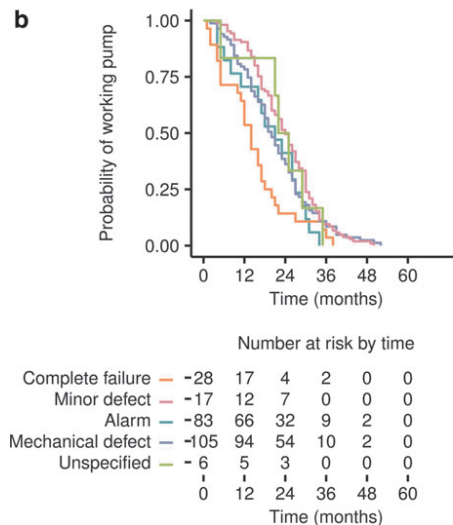 b
1.00
0.75
0.50
0.25
0.00
Probability of working pump
0 12 24 36 48 60
Time (months)
Number at risk by time
Complete failure 28 17 4 2 0 0
Minor defect 17 12 7 0 0 0
Alarm 83 66 32 9 2 0
Mechanical defect 105 94 54 10 2 0
Unspecified 6 5 3 0 0 0
0 12 24 36 48 60
Time (months)